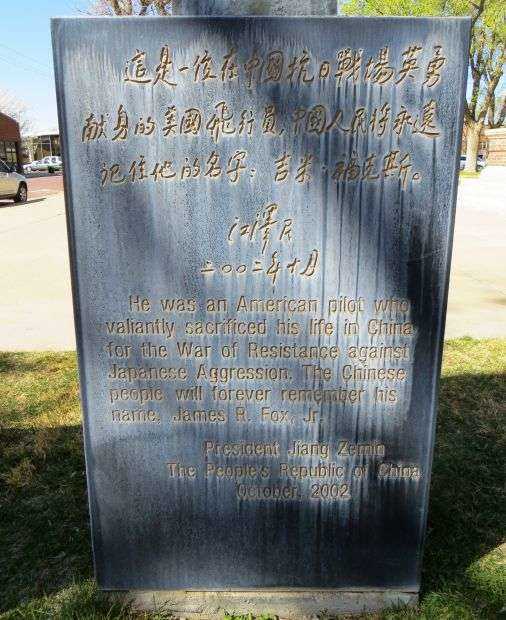 這是一位在中國抗日戰場英勇
献身的美國飛行員,中國人民將永遠
记住他的名字:吉米·福克斯。
江澤民
二〇〇二年十月
He was an American pilot who
valiantly sacrificed his life in China
for the War of Resistance against
Japanese Aggression. The Chinese
people will forever remember his
name, James R. Fox, Jr.
President Jiang Zemin
The People's Republic of China
October, 2002